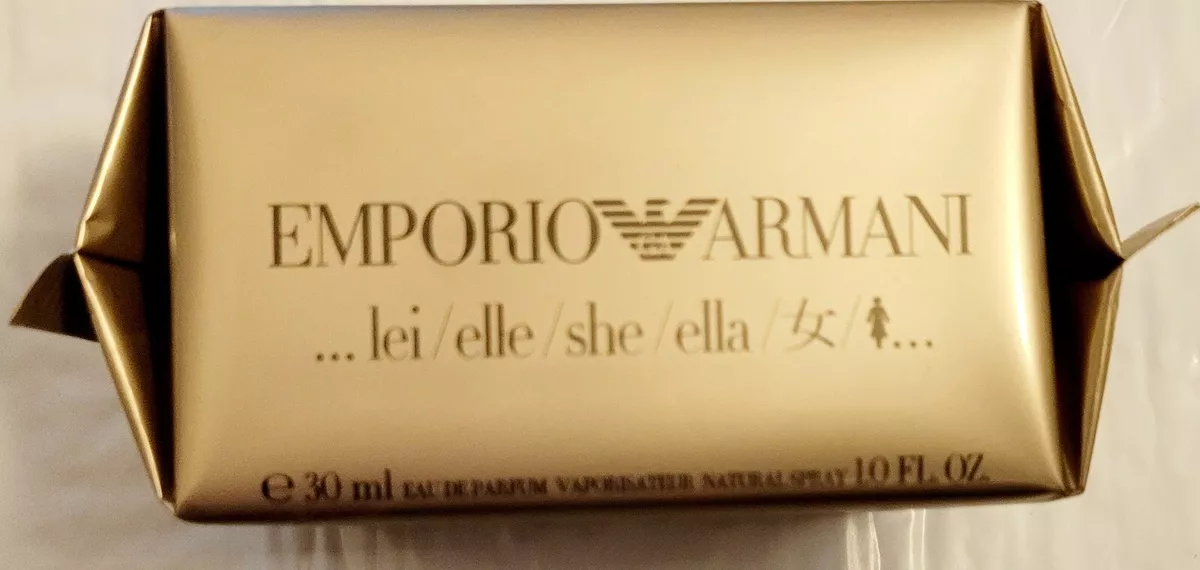 EMPORIO ARMANI
... lei / elle / she / ella / 女 / ...
℮ 30 ml EAU DE PARFUM VAPORISATEUR NATURAL SPRAY 1.0 FL. OZ.